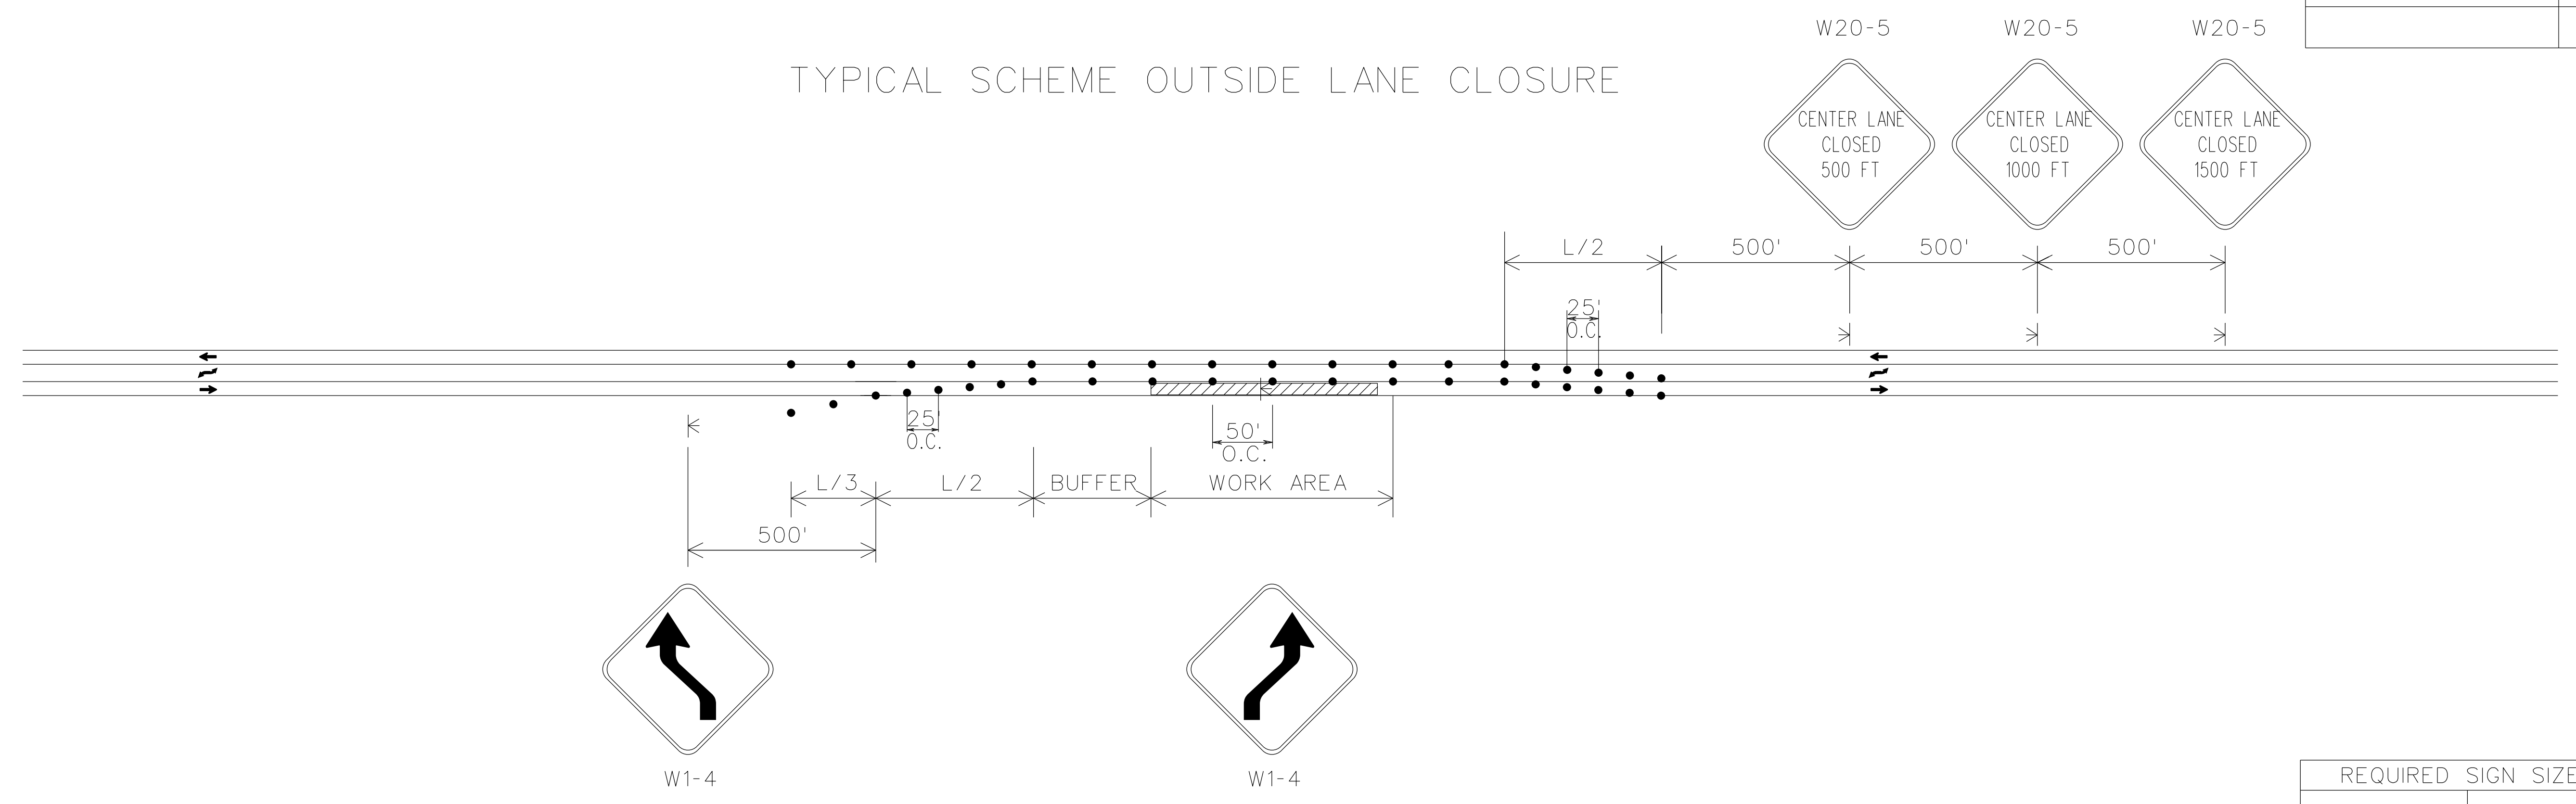 W20-5
W20-5
W20-5
TYPICAL SCHEME OUTSIDE LANE CLOSURE
CENTER LANE
CLOSED
500 FT
CENTER LANE
CLOSED
1000 FT
CENTER LANE
CLOSED
1500 FT
L/2
500'
500'
500'
25'
O.C.
25'
O.C.
50'
O.C.
L/3
L/2
BUFFER
WORK AREA
500'
W1-4
W1-4
REQUIRED SIGN SIZE